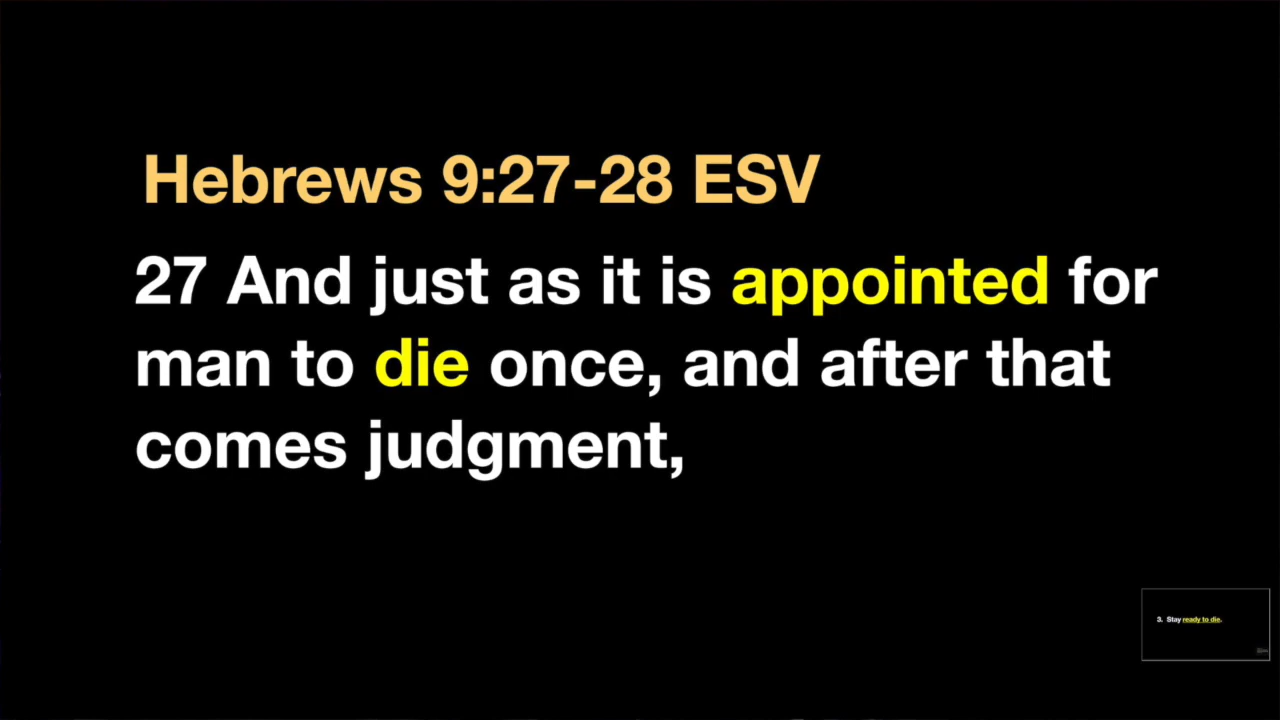 Hebrews 9:27-28 ESV
27 And just as it is appointed for
man to die once, and after that
comes judgment,
3. Stay ready to die.